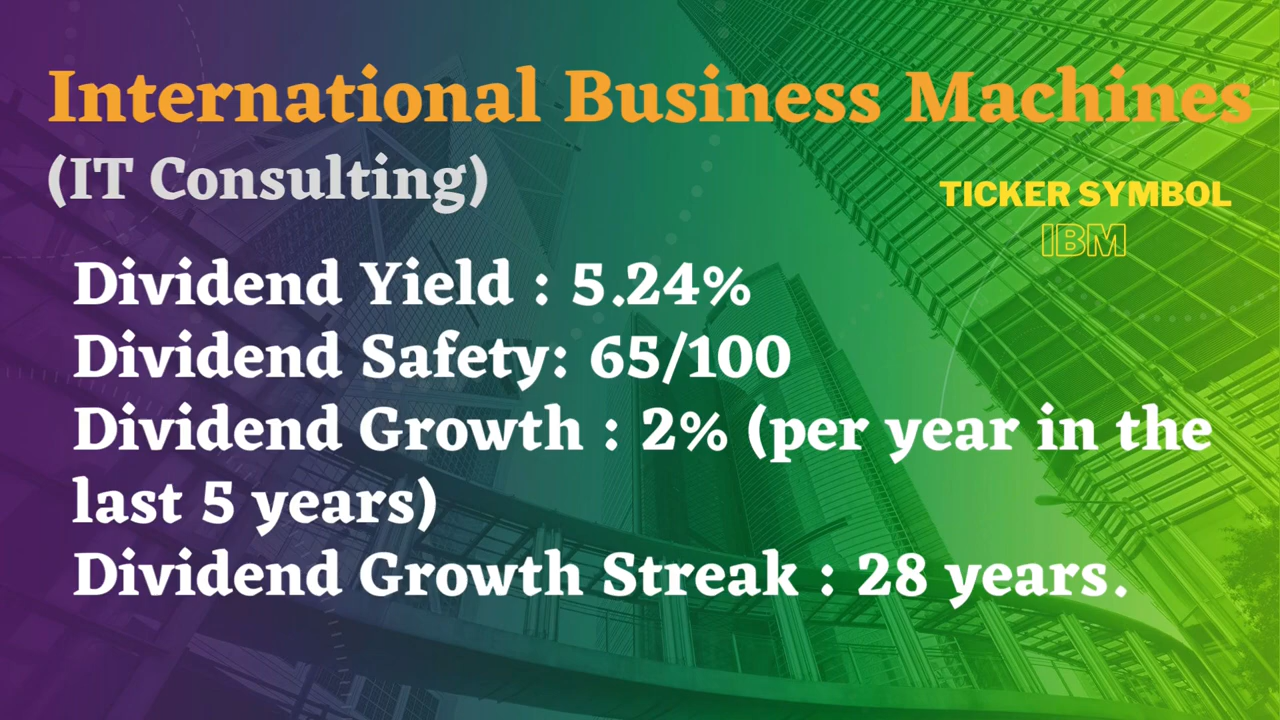 International Business Machines
(IT Consulting)
TICKER SYMBOL
IBM
Dividend Yield : 5.24%
Dividend Safety: 65/100
Dividend Growth : 2% (per year in the
last 5 years)
Dividend Growth Streak : 28 years.